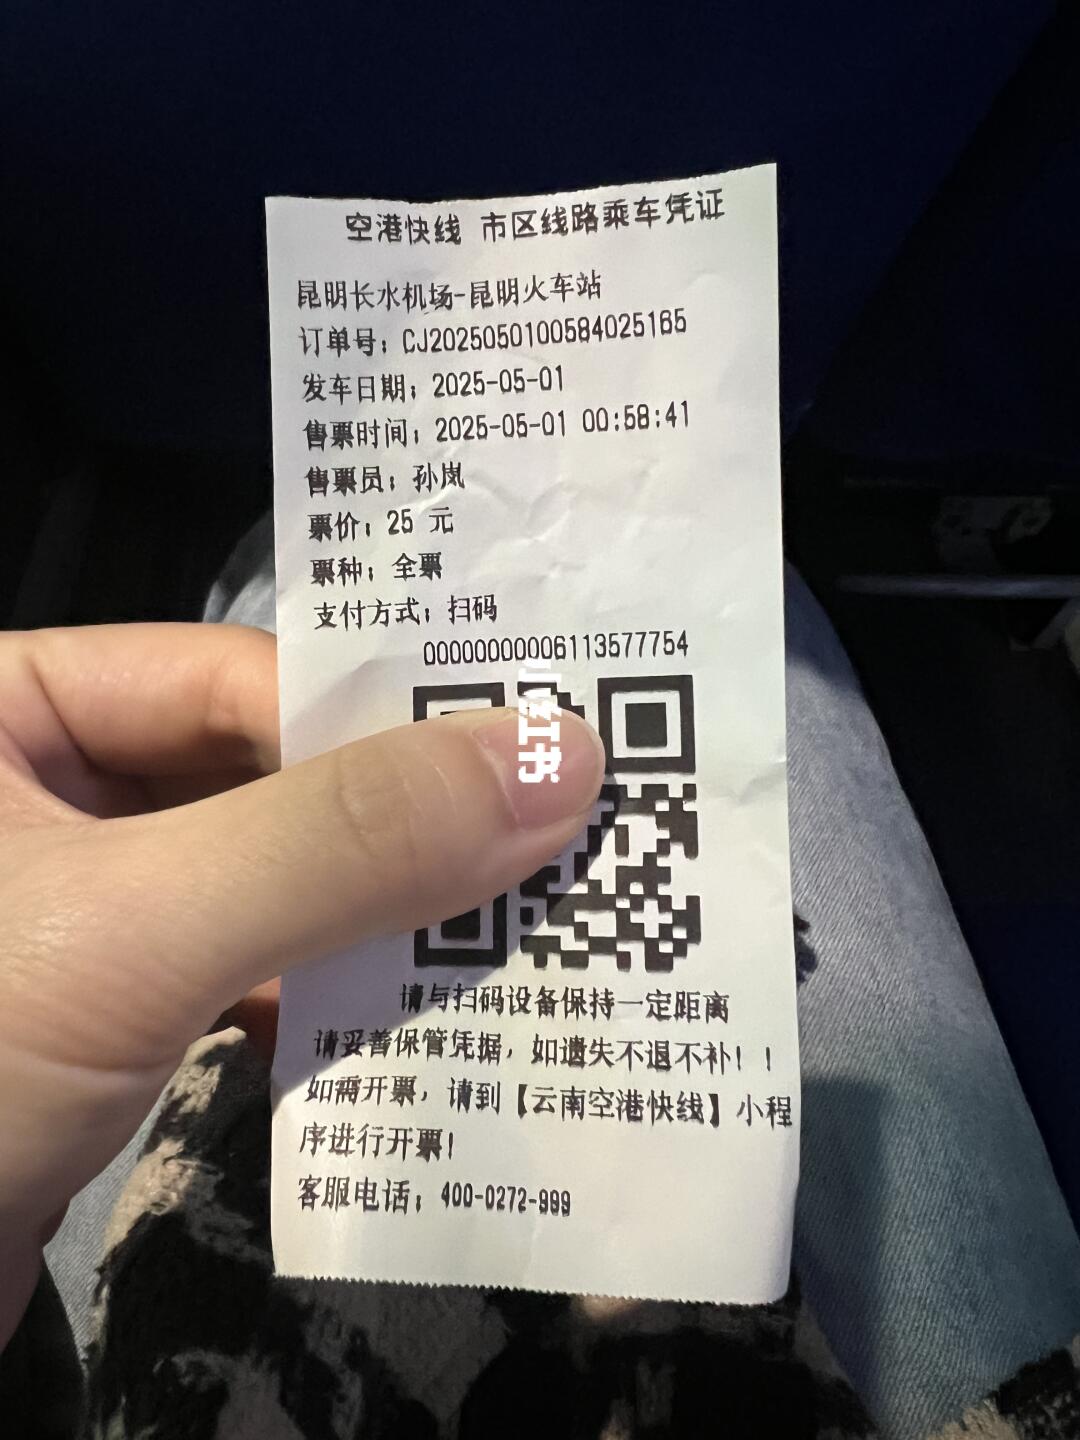 空港快线 市区线路乘车凭证
昆明长水机场-昆明火车站
订单号：CJ2025050100584025165
发车日期：2025-05-01
售票时间：2025-05-01 00:58:41
售票员：孙岚
票价：25 元
票种：全票
支付方式：扫码
00000000006113577754
小红书
请与扫码设备保持一定距离
请妥善保管凭据，如遗失不退不补！！
如需开票，请到【云南空港快线】小程
序进行开票！
客服电话：400-0272-999